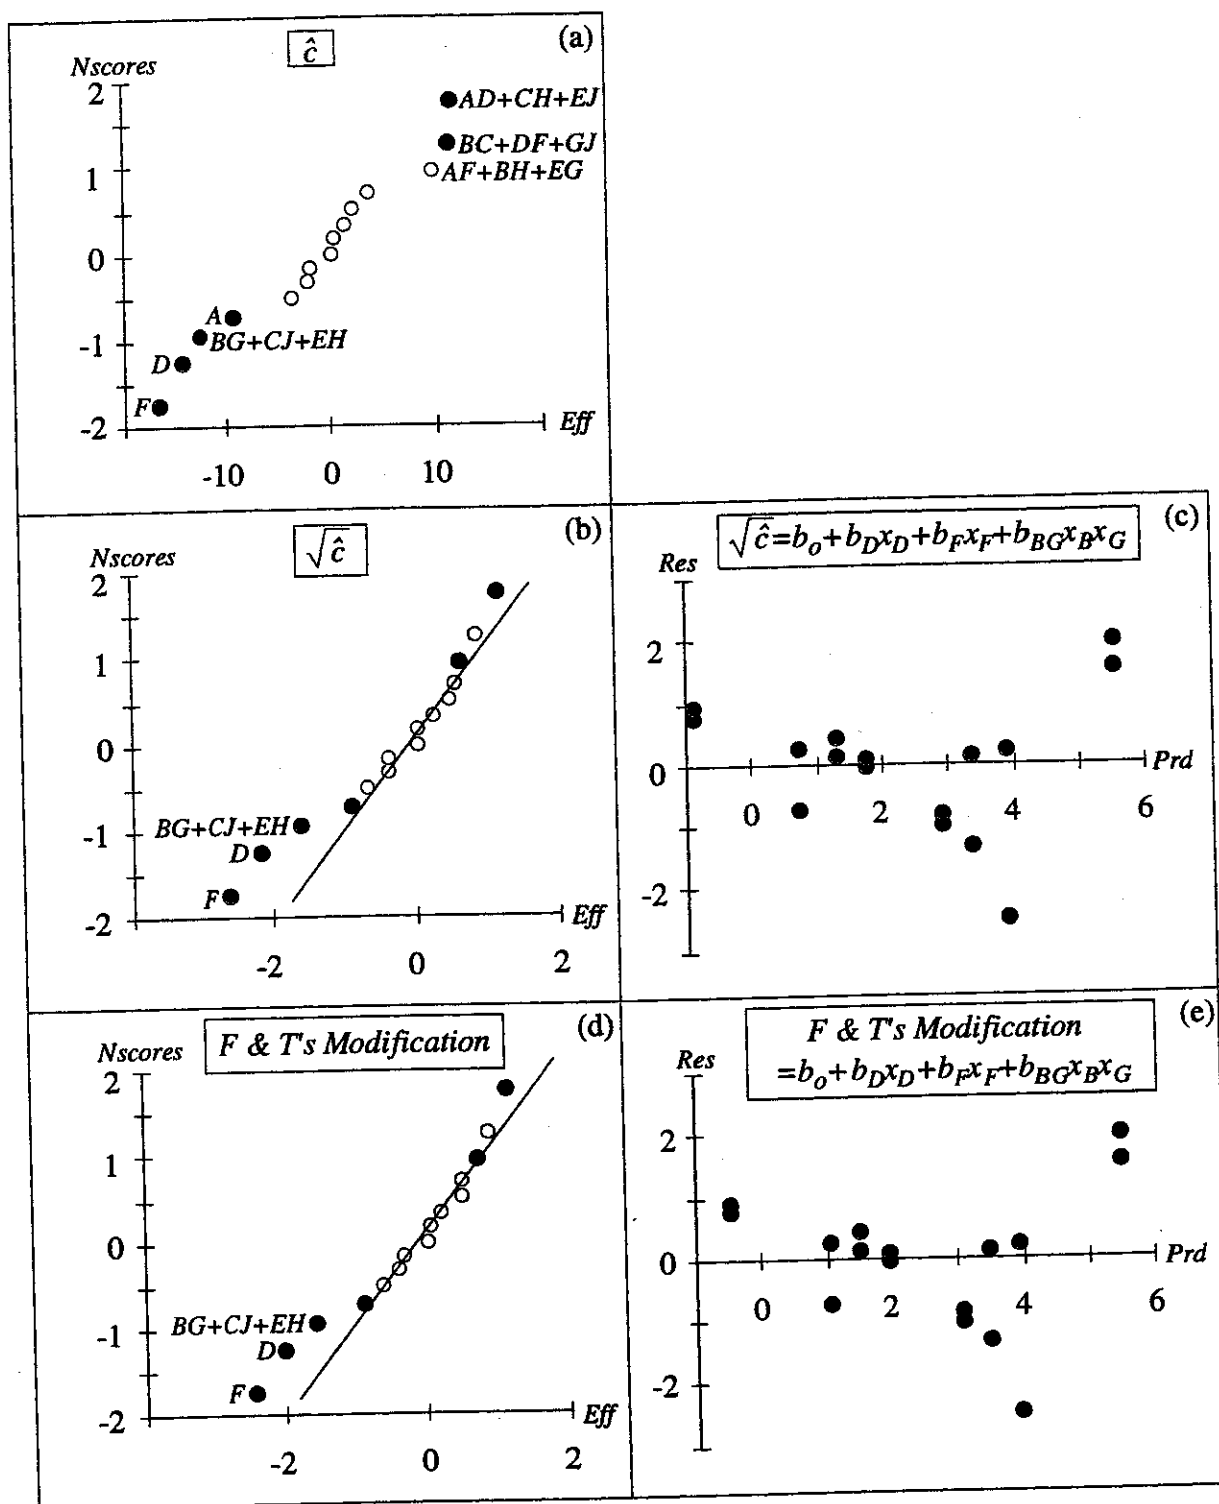 (a)
ĉ
Nscores
2
AD+CH+EJ
BC+DF+GJ
AF+BH+EG
1
0
A
BG+CJ+EH
-1
D
F
-2
Eff
-10 0 10
(b)
√ĉ
Nscores
2
1
0
BG+CJ+EH
-1
D
F
-2
Eff
-2 0 2
(c)
√ĉ=b₀+b_Dx_D+b_Fx_F+b_BGx_Bx_G
Res
2
0
Prd
0 2 4 6
-2
(d)
F & T's Modification
Nscores
2
1
0
BG+CJ+EH
-1
D
F
-2
Eff
-2 0 2
(e)
F & T's Modification
=b₀+b_Dx_D+b_Fx_F+b_BGx_Bx_G
Res
2
0
Prd
0 2 4 6
-2